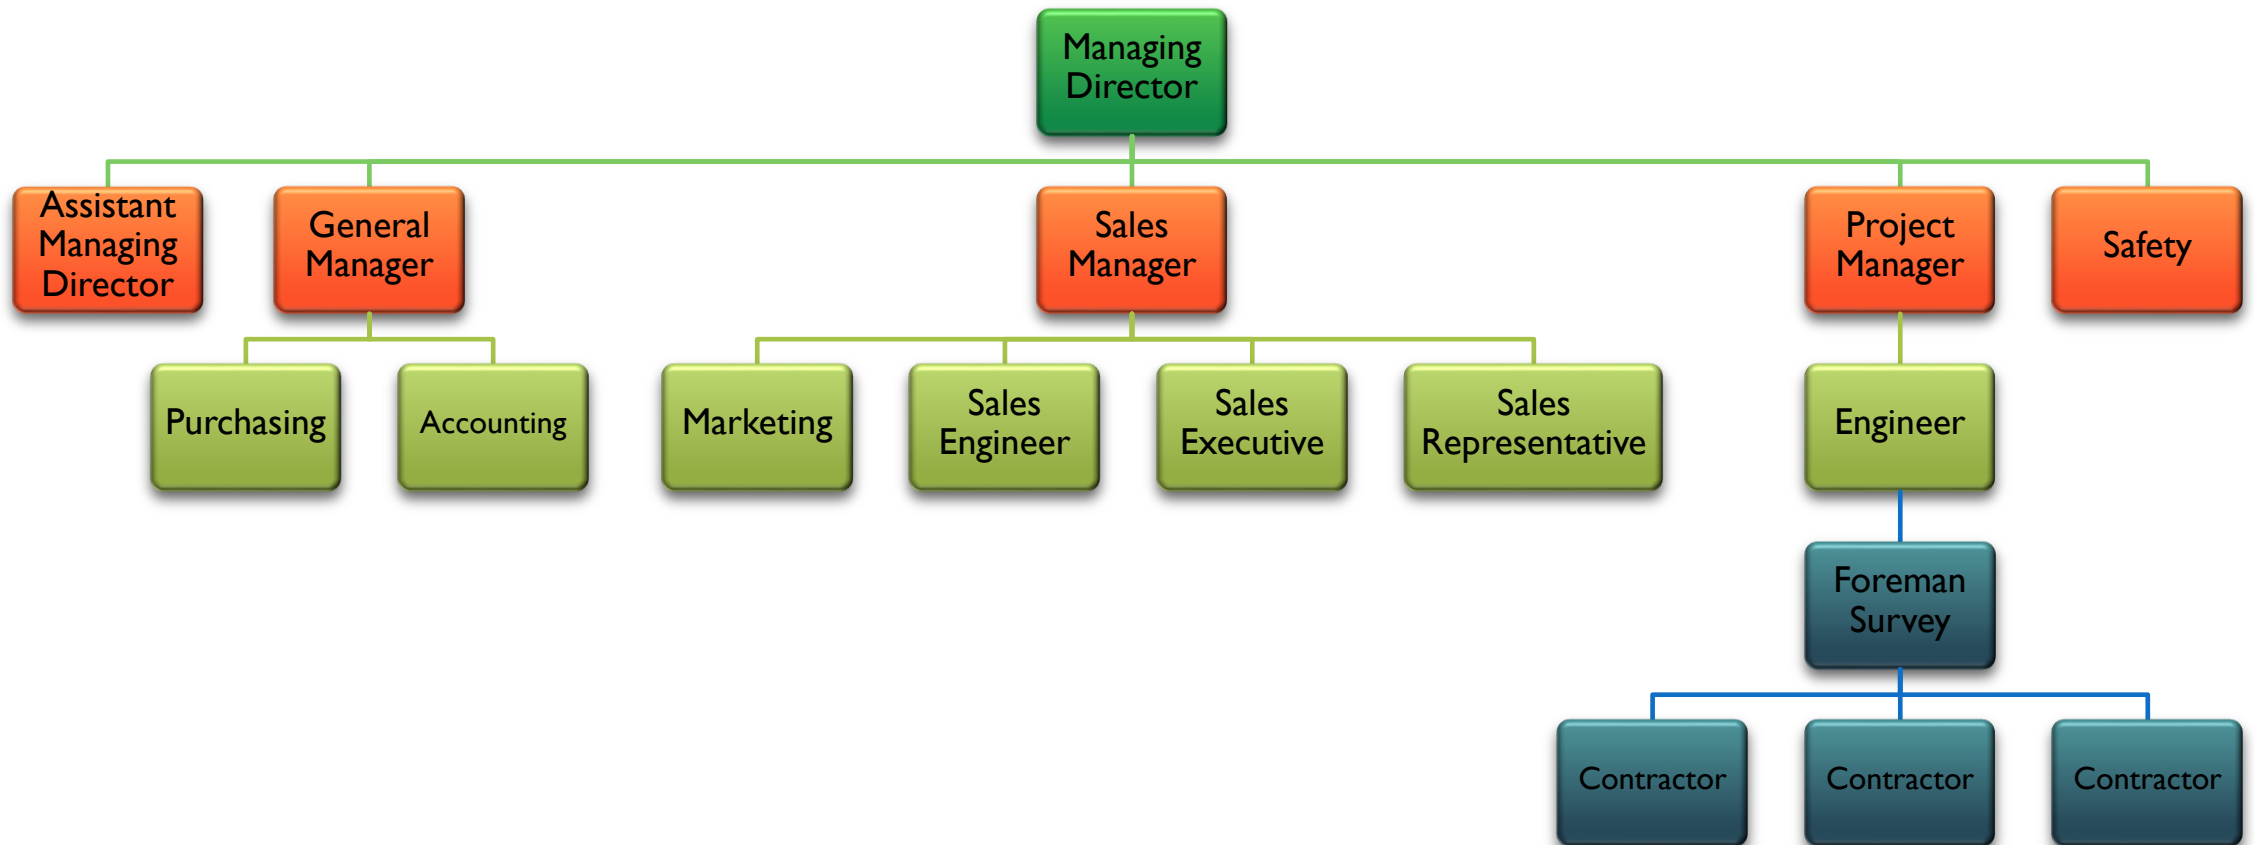 Managing
Director
Assistant
Managing
Director
General
Manager
Sales
Manager
Project
Manager
Safety
Purchasing
Accounting
Marketing
Sales
Engineer
Sales
Executive
Sales
Representative
Engineer
Foreman
Survey
Contractor
Contractor
Contractor